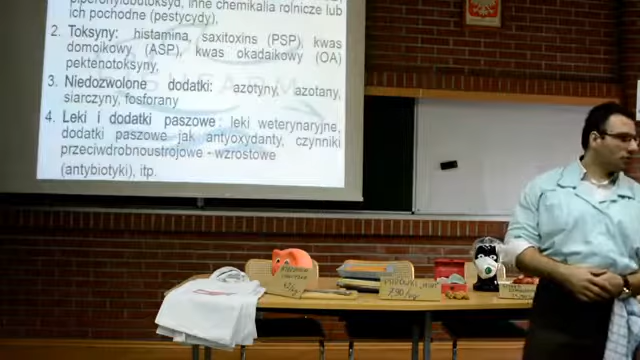 piperonylobutoksyd, inne chemikalia rolnicze lub
ich pochodne (pestycydy),
2. Toksyny: histamina, saxitoxins (PSP), kwas
domoikowy (ASP), kwas okadaikowy (OA)
pektenotoksyny,
3. Niedozwolone dodatki: azotyny, azotany,
siarczyny, fosforany
4. Leki i dodatki paszowe: leki weterynaryjne,
dodatki paszowe jak antyoxydanty, czynniki
przeciwdrobnoustrojowe - wzrostowe
(antybiotyki), itp.